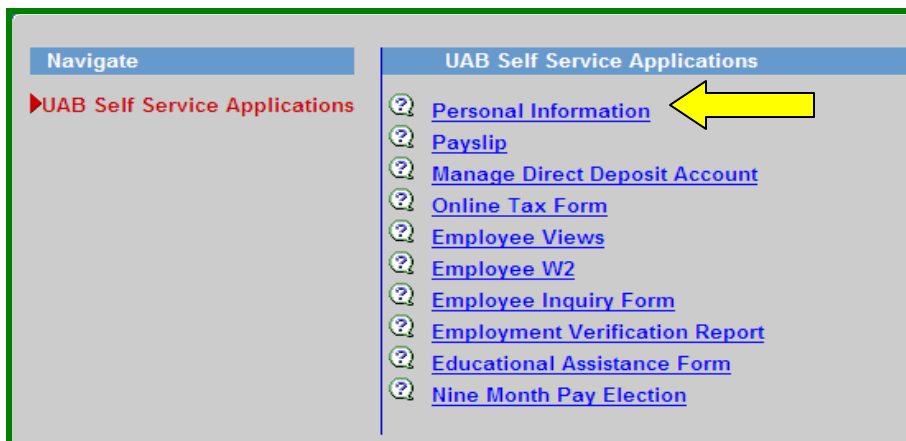 Navigate
UAB Self Service Applications
UAB Self Service Applications
Personal Information
Payslip
Manage Direct Deposit Account
Online Tax Form
Employee Views
Employee W2
Employee Inquiry Form
Employment Verification Report
Educational Assistance Form
Nine Month Pay Election